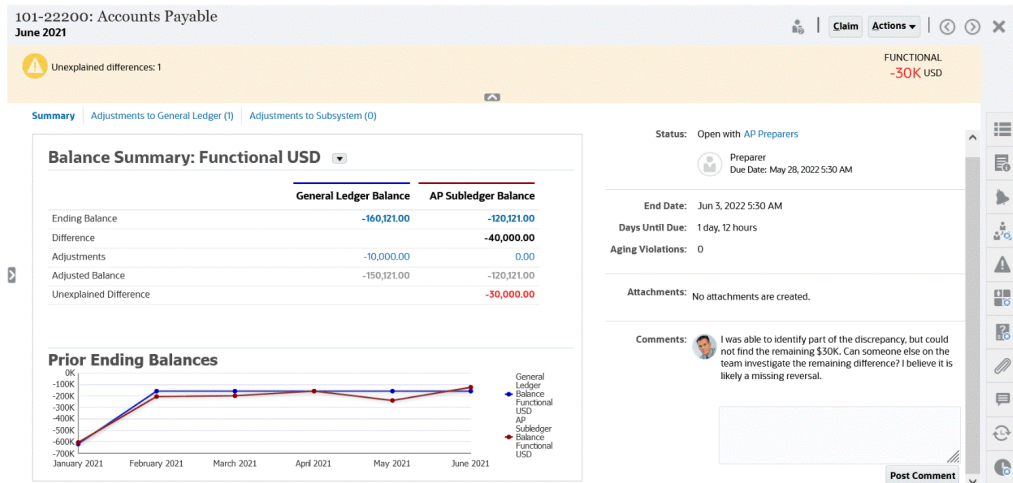 101-22200: Accounts Payable
June 2021
Claim
Actions
Unexplained differences: 1
FUNCTIONAL
-30K USD
Summary
Adjustments to General Ledger (1)
Adjustments to Subsystem (0)
Balance Summary: Functional USD
General Ledger Balance AP Subledger Balance
Ending Balance -160,121.00 -120,121.00
Difference -40,000.00
Adjustments -10,000.00 0.00
Adjusted Balance -150,121.00 -120,121.00
Unexplained Difference -30,000.00
Prior Ending Balances
0K
-100K
-200K
-300K
-400K
-500K
-600K
-700K
January 2021 February 2021 March 2021 April 2021 May 2021 June 2021
General
Ledger
Balance
Functional
USD
AP
Subledger
Balance
Functional
USD
Status: Open with AP Preparers
Preparer
Due Date: May 28, 2022 5:30 AM
End Date: Jun 3, 2022 5:30 AM
Days Until Due: 1 day, 12 hours
Aging Violations: 0
Attachments: No attachments are created.
Comments: I was able to identify part of the discrepancy, but could
not find the remaining $30K. Can someone else on the
team investigate the remaining difference? I believe it is
likely a missing reversal.
Post Comment